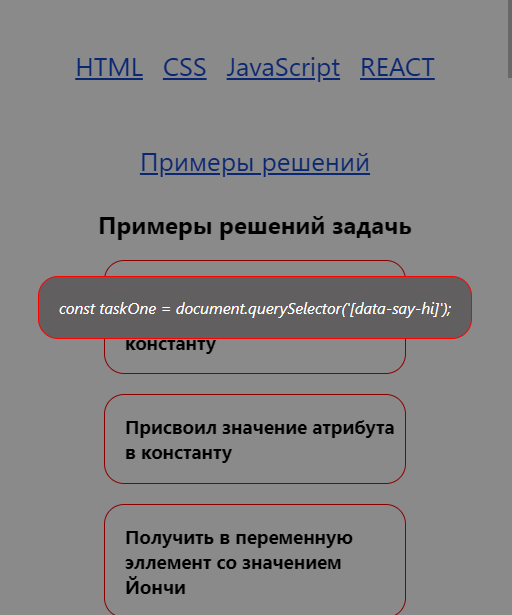 HTML CSS JavaScript REACT
Примеры решений
Примеры решений задачь
const taskOne = document.querySelector('[data-say-hi]');
константу
Присвоил значение атрибута
в константу
Получить в переменную
эллемент со значением
Йончи